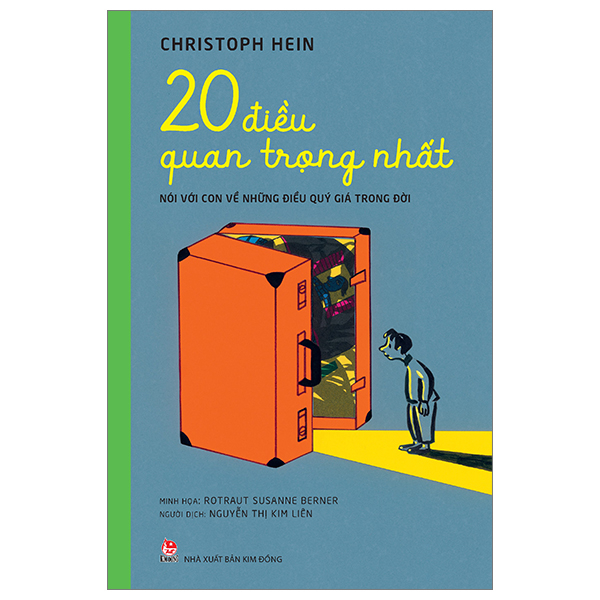 CHRISTOPH HEIN
20 điều
quan trọng nhất
NÓI VỚI CON VỀ NHỮNG ĐIỀU QUÝ GIÁ TRONG ĐỜI
MINH HỌA: ROTRAUT SUSANNE BERNER
NGƯỜI DỊCH: NGUYỄN THỊ KIM LIÊN
NHÀ XUẤT BẢN KIM ĐỒNG